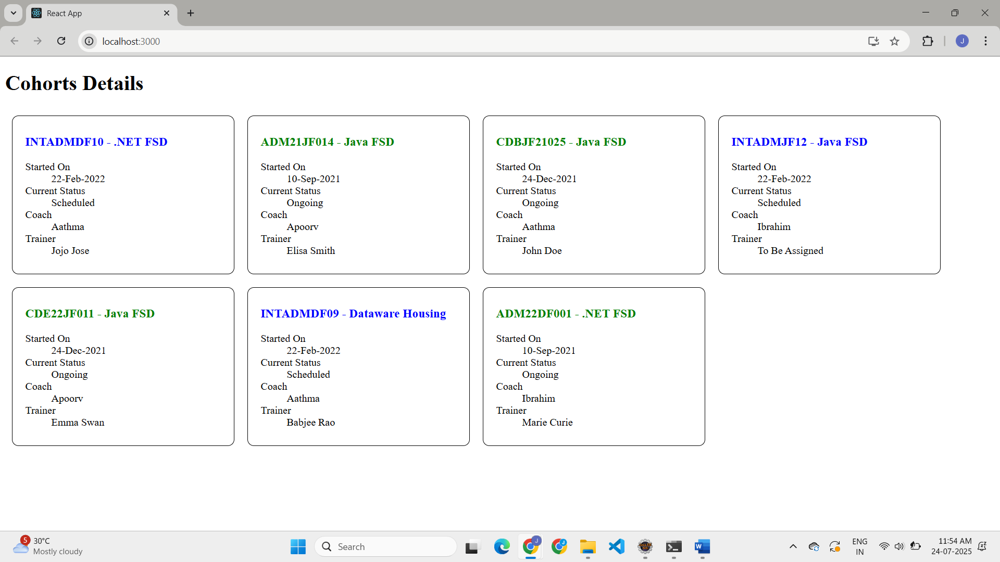 React App
localhost:3000
J
Cohorts Details
INTADMDF10 - .NET FSD
Started On
22-Feb-2022
Current Status
Scheduled
Coach
Aathma
Trainer
Jojo Jose
ADM21JF014 - Java FSD
Started On
10-Sep-2021
Current Status
Ongoing
Coach
Apoorv
Trainer
Elisa Smith
CDBJF21025 - Java FSD
Started On
24-Dec-2021
Current Status
Ongoing
Coach
Aathma
Trainer
John Doe
INTADMJF12 - Java FSD
Started On
22-Feb-2022
Current Status
Scheduled
Coach
Ibrahim
Trainer
To Be Assigned
CDE22JF011 - Java FSD
Started On
24-Dec-2021
Current Status
Ongoing
Coach
Apoorv
Trainer
Emma Swan
INTADMDF09 - Dataware Housing
Started On
22-Feb-2022
Current Status
Scheduled
Coach
Aathma
Trainer
Babjee Rao
ADM22DF001 - .NET FSD
Started On
10-Sep-2021
Current Status
Ongoing
Coach
Ibrahim
Trainer
Marie Curie
5
30°C
Mostly cloudy
Search
J
J
W
ENG
IN
11:54 AM
24-07-2025